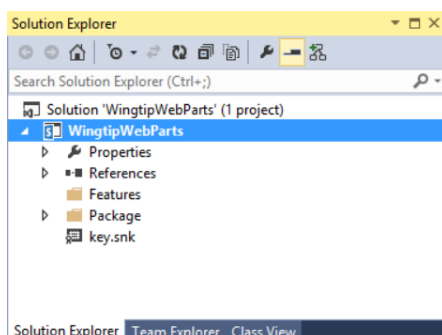 Solution Explorer
Search Solution Explorer (Ctrl+;)
Solution 'WingtipWebParts' (1 project)
WingtipWebParts
Properties
References
Features
Package
key.snk
Solution Explorer Team Explorer Class View